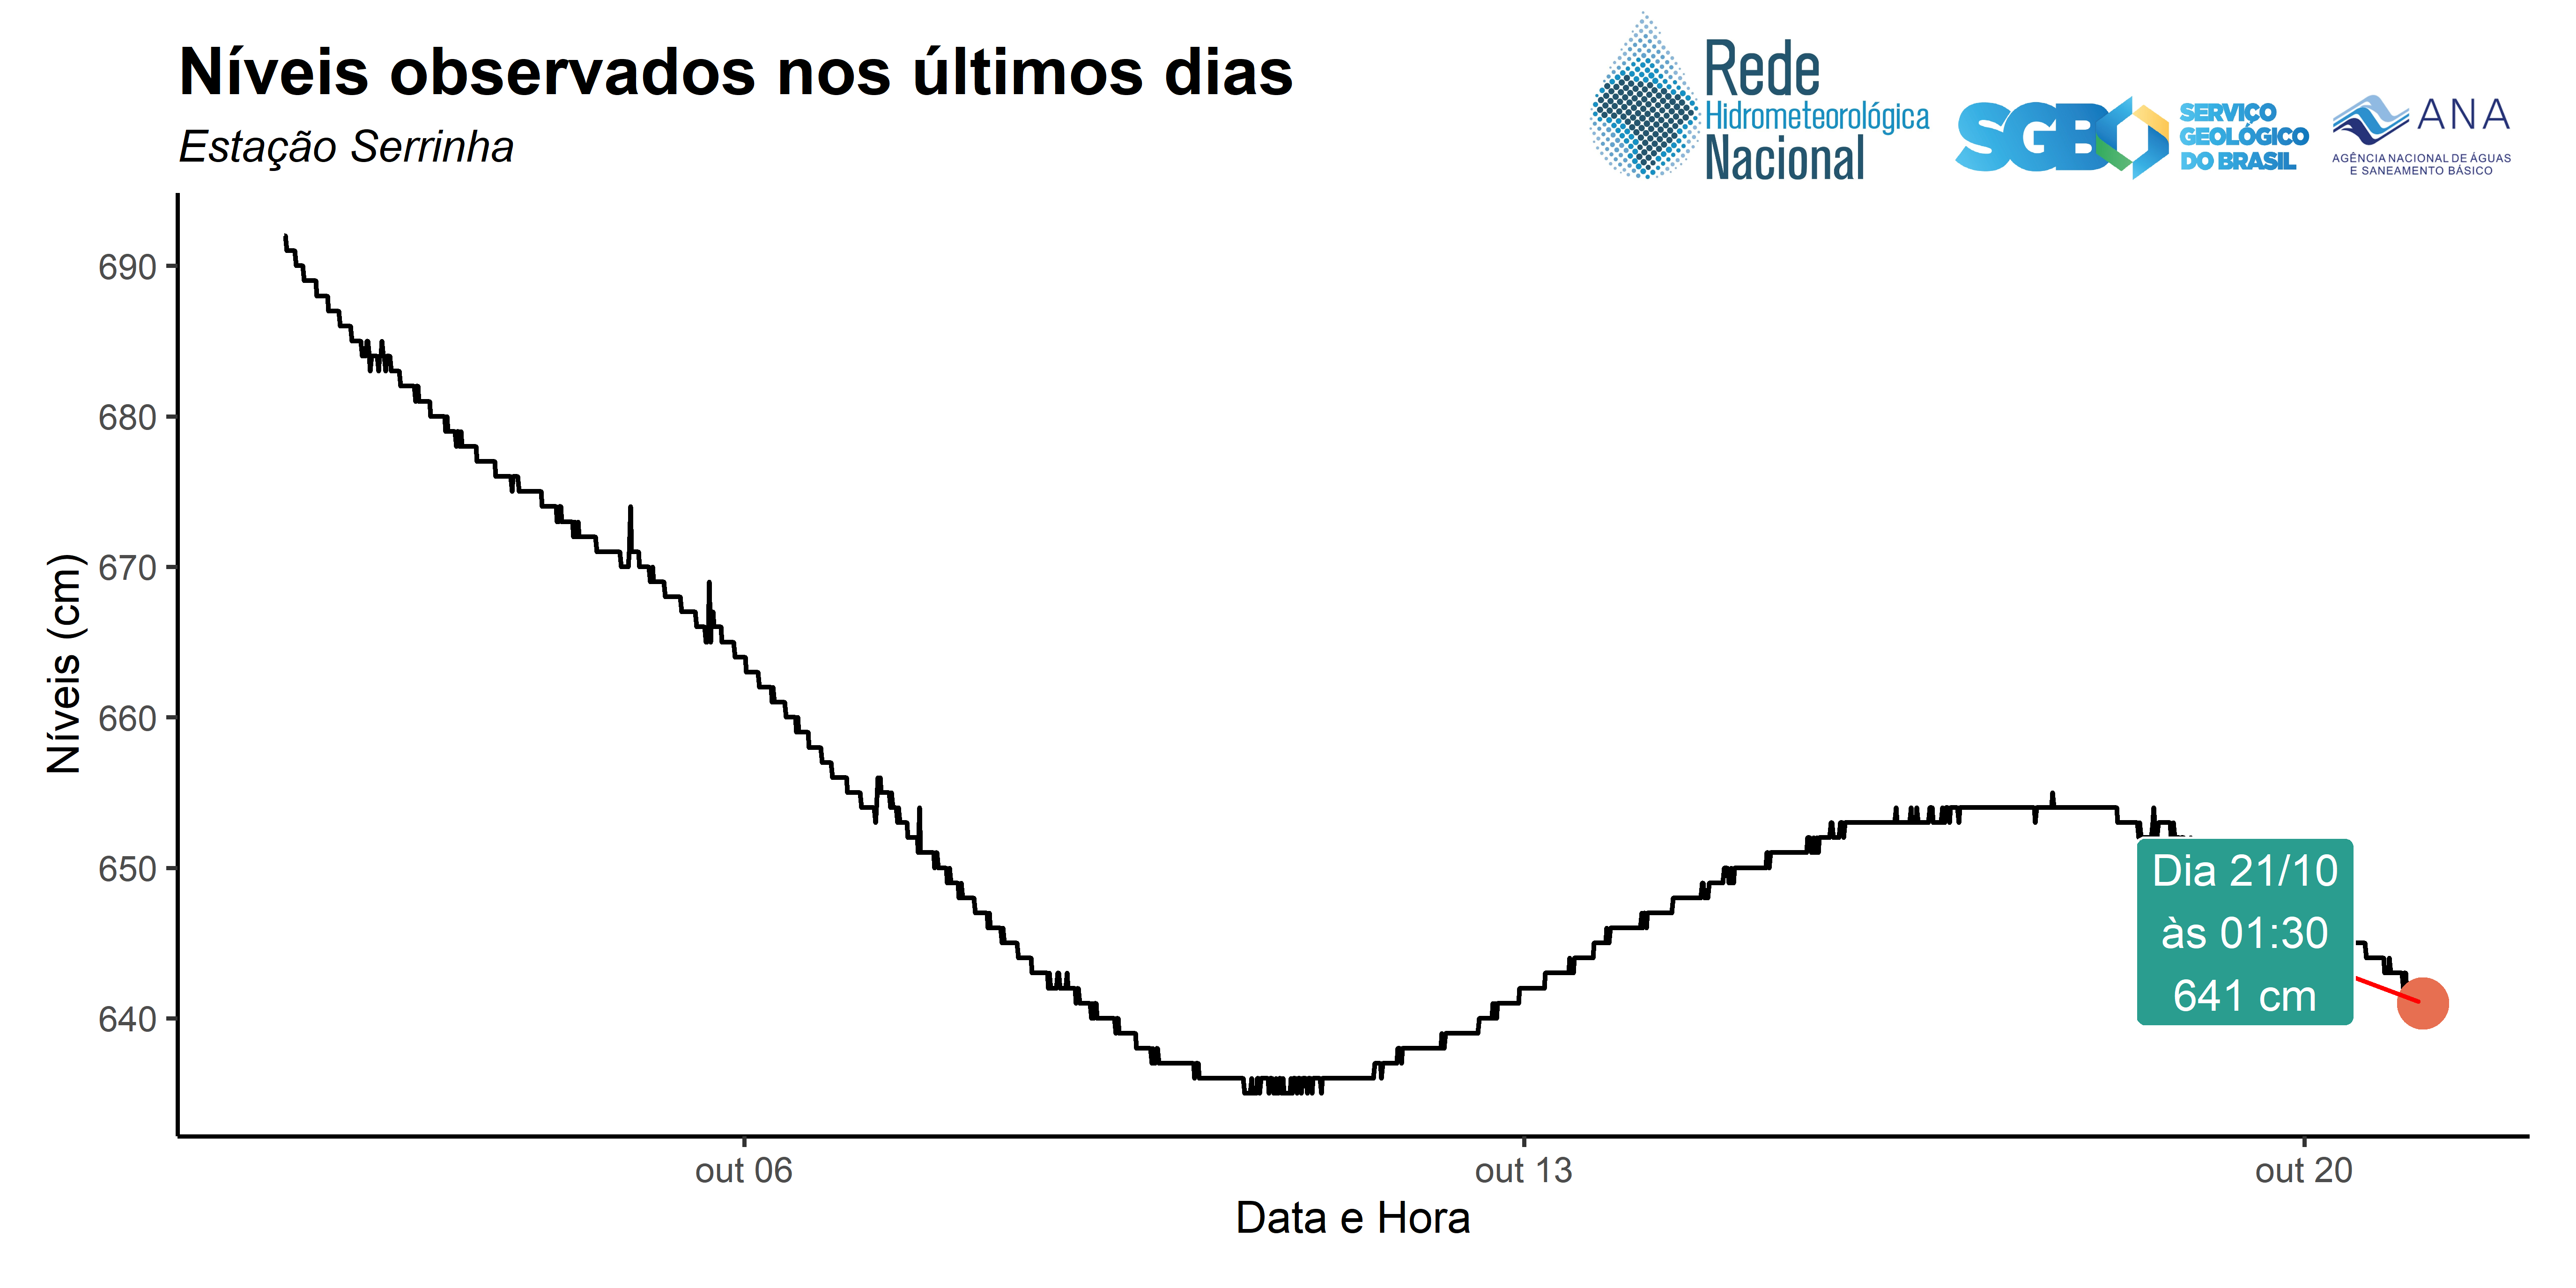 Níveis observados nos últimos dias
Estação Serrinha
Rede
Hidrometeorológica
Nacional
SGB
SERVIÇO
GEOLÓGICO
DO BRASIL
ANA
AGÊNCIA NACIONAL DE ÁGUAS
E SANEAMENTO BÁSICO
Níveis (cm)
690
680
670
660
650
640
Dia 21/10
às 01:30
641 cm
out 06
out 13
out 20
Data e Hora